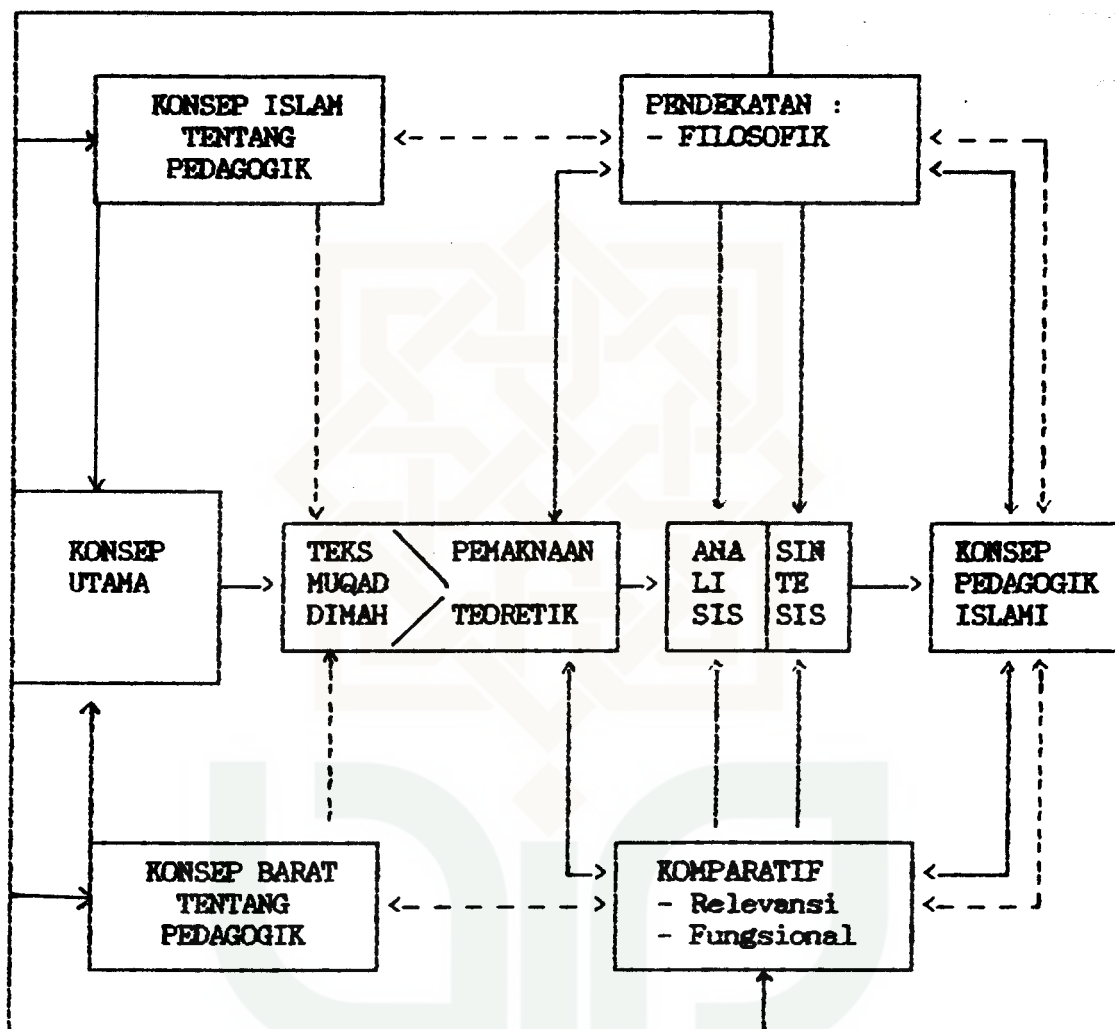 KONSEP ISLAM
TENTANG
PEDAGOGIK
PENDEKATAN :
- FILOSOFIK
KONSEP
UTAMA
TEKS
MUQAD
DIMAH
PEMAKNAAN
TEORETIK
ANA
LI
SIS
SIN
TE
SIS
KONSEP
PEDAGOGIK
ISLAMI
KONSEP BARAT
TENTANG
PEDAGOGIK
KOMPARATIF
- Relevansi
- Fungsional